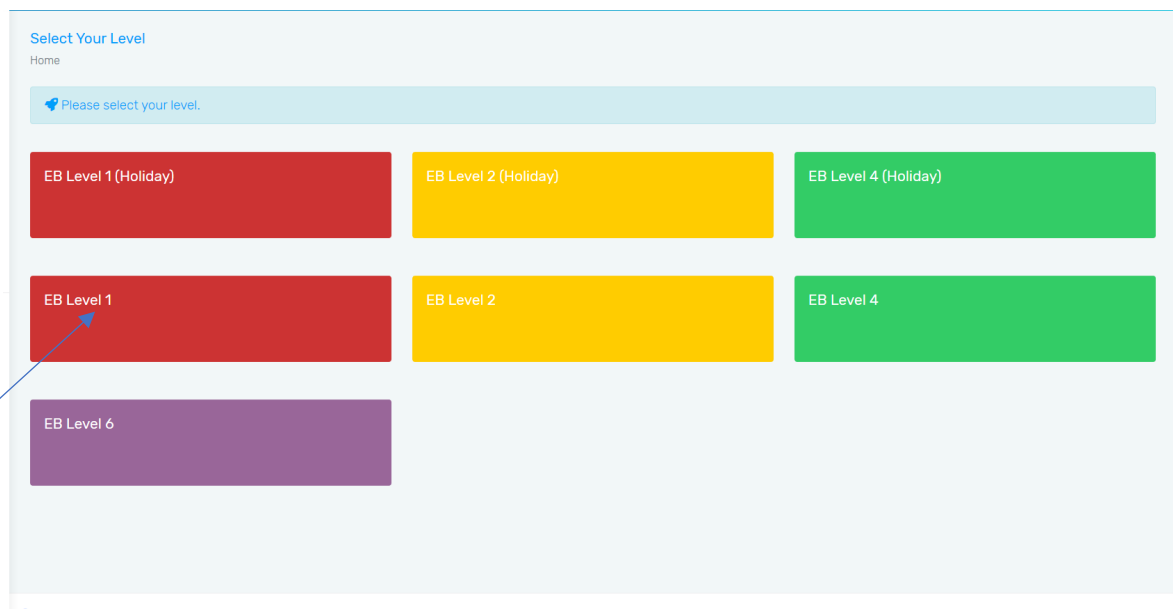 Select Your Level
Home
Please select your level.
EB Level 1 (Holiday)
EB Level 2 (Holiday)
EB Level 4 (Holiday)
EB Level 1
EB Level 2
EB Level 4
EB Level 6